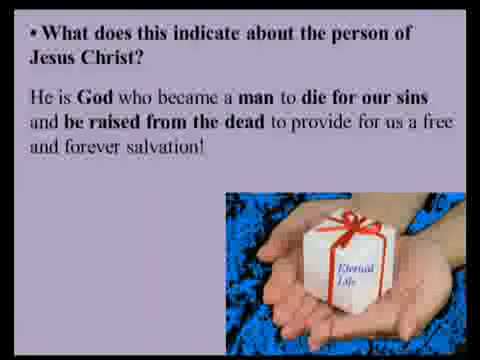 • What does this indicate about the person of
Jesus Christ?
He is God who became a man to die for our sins
and be raised from the dead to provide for us a free
and forever salvation!
Eternal
Life